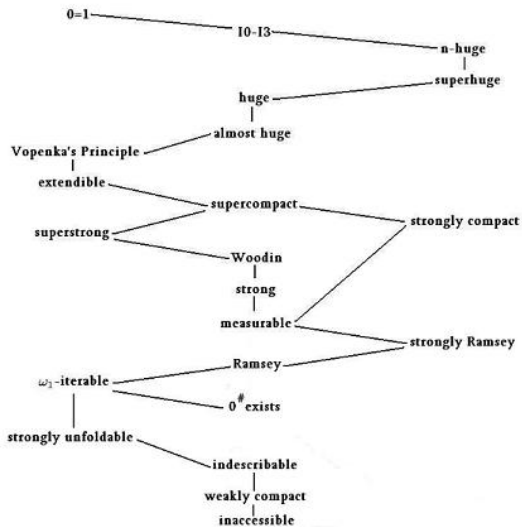 0=1
I0-I3
n-huge
superhuge
huge
almost huge
Vopenka's Principle
extendible
supercompact
strongly compact
superstrong
Woodin
strong
measurable
strongly Ramsey
Ramsey
ω₁-iterable
0# exists
strongly unfoldable
indescribable
weakly compact
inaccessible